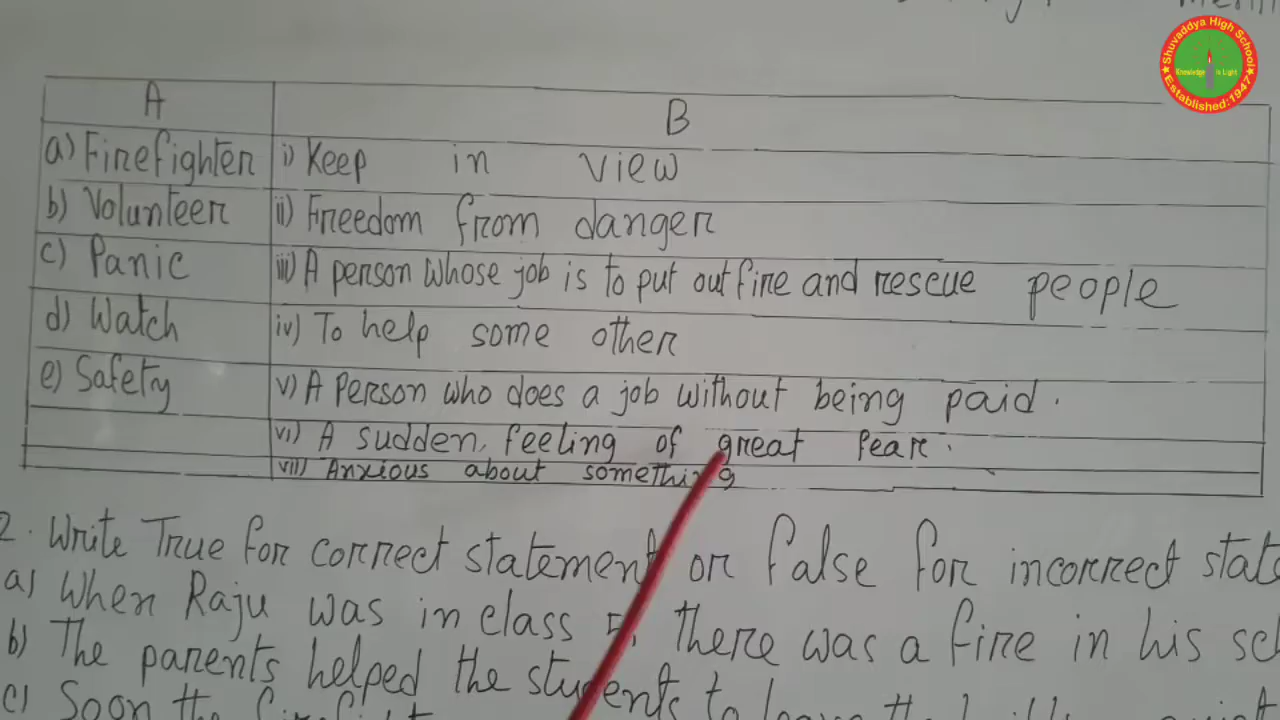 Shuvaddya High School
Knowledge is Light
Established:1947
A
B
a) Firefighter
i) Keep in view
b) Volunteer
ii) Freedom from danger
c) Panic
iii) A person whose job is to put out fire and rescue people
d) Watch
iv) To help some other
e) Safety
v) A Person who does a job without being paid.
vi) A sudden, feeling of great fear.
vii) Anxious about something
2. Write True for correct statement or false for incorrect
a) When Raju was in class 5, there was a fire in his
b) The parents helped the students to
c) Soon the